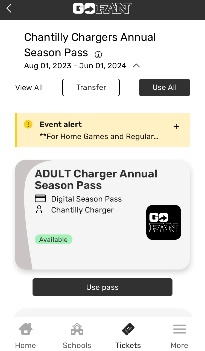 GOFAN
Chantilly Chargers Annual
Season Pass
Aug 01, 2023 - Jun 01, 2024
View All
Transfer
Use All
Event alert
**For Home Games and Regular...
ADULT Charger Annual
Season pass
Digital Season Pass
Chantilly Charger
GO
FAN
Available
Use pass
Home
Schools
Tickets
More